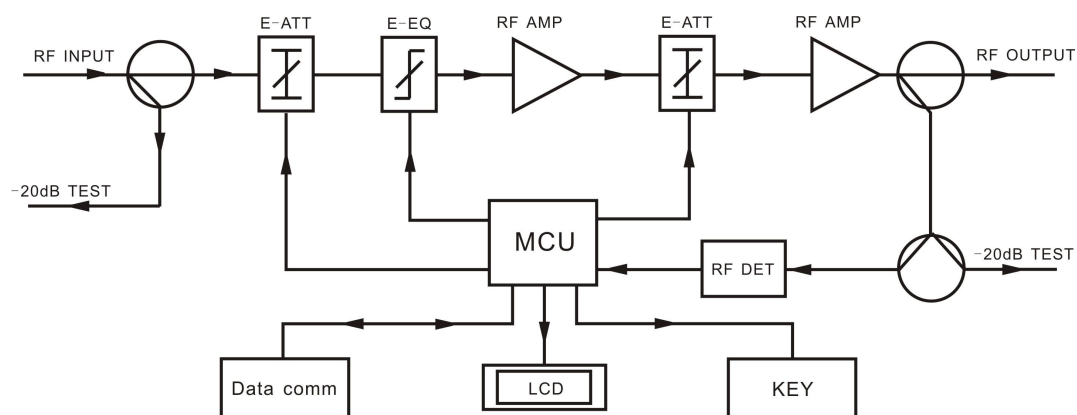 E-ATT
E-EQ
RF AMP
E-ATT
RF AMP
RF INPUT
RF OUTPUT
-20dB TEST
MCU
RF DET
-20dB TEST
Data comm
LCD
KEY